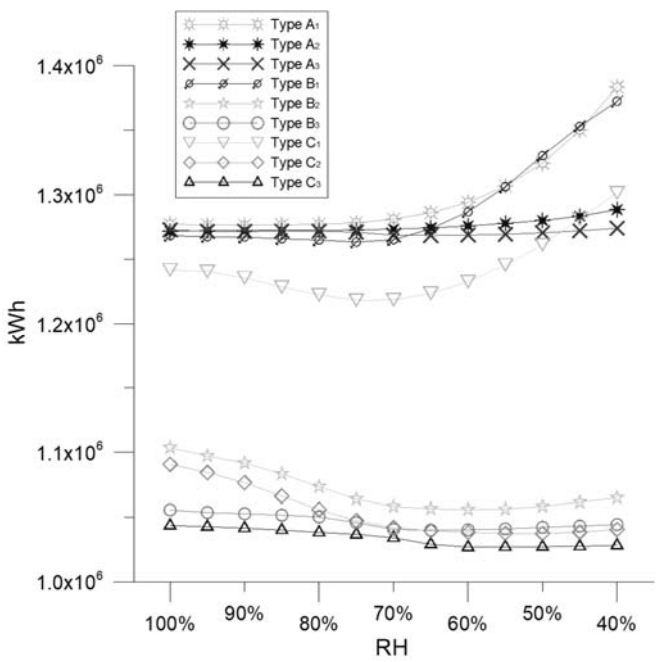 Type A₁
Type A₂
Type A₃
Type B₁
Type B₂
Type B₃
Type C₁
Type C₂
Type C₃
1.4x10⁶
1.3x10⁶
1.2x10⁶
1.1x10⁶
1.0x10⁶
kWh
100% 90% 80% 70% 60% 50% 40%
RH